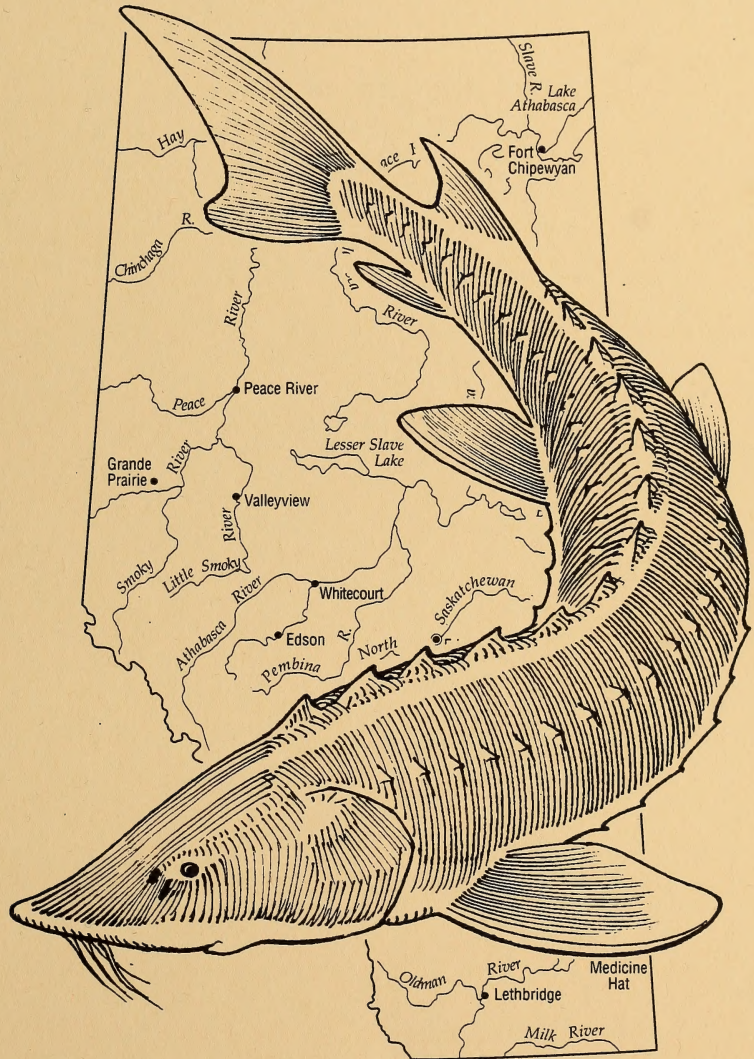 Slave R.
Lake
Athabasca
Hay
R.
Fort
Chipewyan
Chinchaga
River
River
Peace River
Peace
Lesser Slave
Lake
Grande
Prairie
River
Valleyview
River
Smoky
Little Smoky
Athabasca River
Whitecourt
Saskatchewan
Edson
R.
North
Pembina
Oldman River
Medicine
Hat
Lethbridge
Milk River